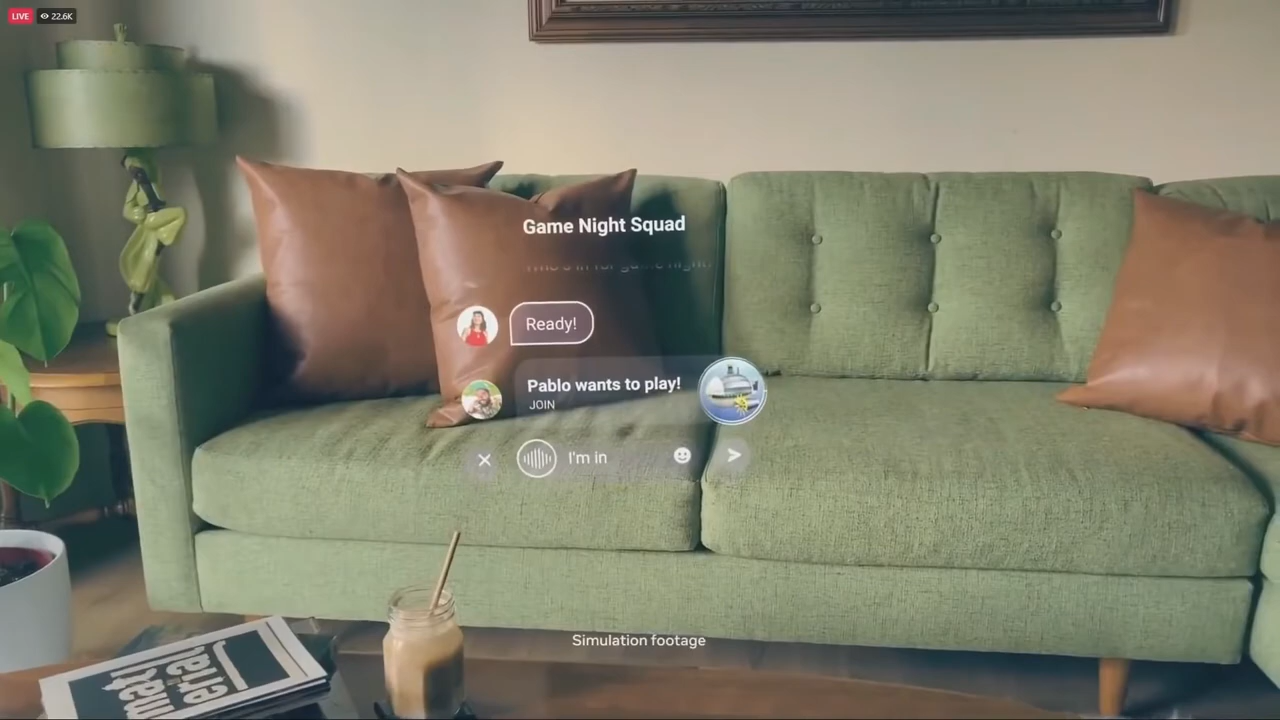 LIVE
22.6K
Game Night Squad
Ready!
Pablo wants to play!
JOIN
I'm in
Simulation footage